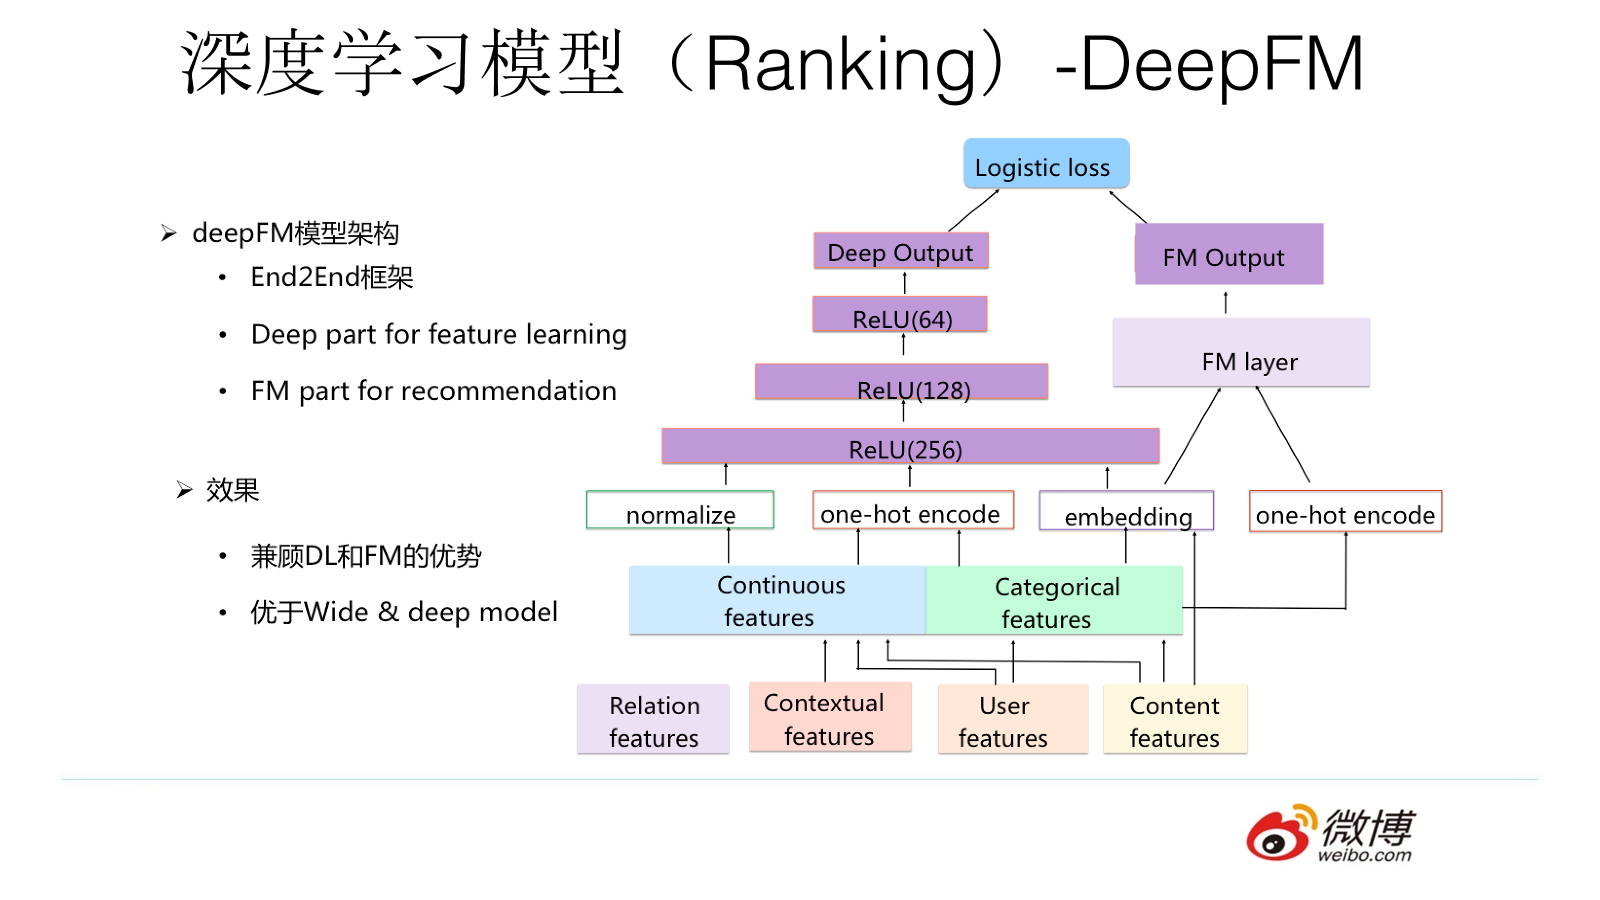 深度学习模型（Ranking）-DeepFM
deepFM模型架构
End2End框架
Deep part for feature learning
FM part for recommendation
效果
兼顾DL和FM的优势
优于Wide & deep model
Logistic loss
Deep Output
FM Output
ReLU(64)
FM layer
ReLU(128)
ReLU(256)
normalize
one-hot encode
embedding
one-hot encode
Continuous
features
Categorical
features
Relation
features
Contextual
features
User
features
Content
features
微博
weibo.com